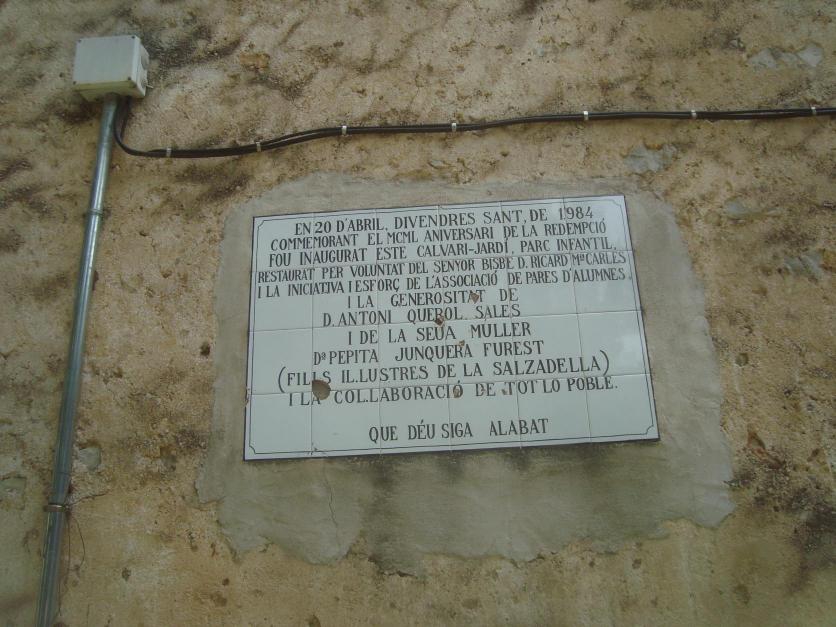 EN 20 D'ABRIL, DIVENDRES SANT, DE 1984
COMMEMORANT EL MCML ANIVERSARI DE LA REDEMPCIÓ
FOU INAUGURAT ESTE CALVARI-JARDÍ, PARC INFANTIL,
RESTAURAT PER VOLUNTAT DEL SENYOR BISBE D. RICARD Mª CARLES
I LA INICIATIVA I ESFORÇ DE L'ASSOCIACIÓ DE PARES D'ALUMNES.
I LA GENEROSITAT DE
D. ANTONI QUEROL SALES
I DE LA SEUA MULLER
Dª PEPITA JUNQUERA FUREST
(FILLS IL.LUSTRES DE LA SALZADELLA)
I LA COL.LABORACIÓ DE TOT LO POBLE.
QUE DÉU SIGA ALABAT